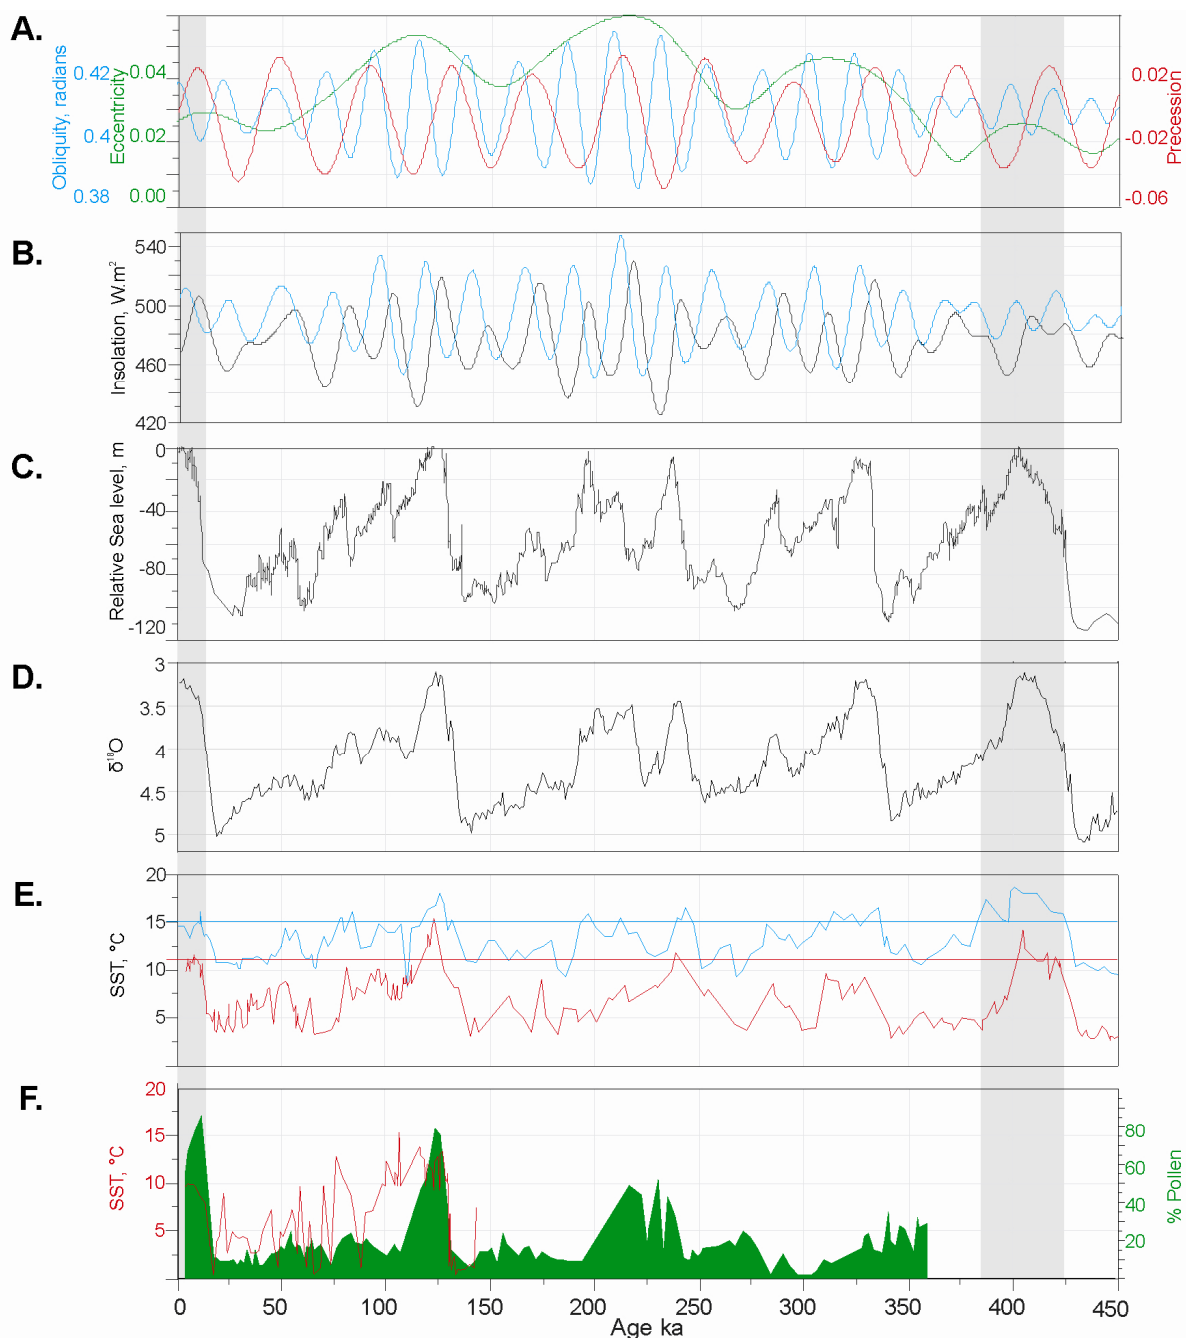 A.
Obliquity, radians
0.42
0.4
0.38
Eccentricity
0.04
0.02
0.00
0.02
-0.02
-0.06
Precession
B.
Insolation, W.m²
540
500
460
420
C.
Relative Sea level, m
0
-40
-80
-120
D.
δ¹⁸O
3
3.5
4
4.5
5
E.
SST, °C
20
15
10
5
F.
SST, °C
20
15
10
5
80
60
40
20
% Pollen
0 50 100 150 200 250 300 350 400 450
Age ka